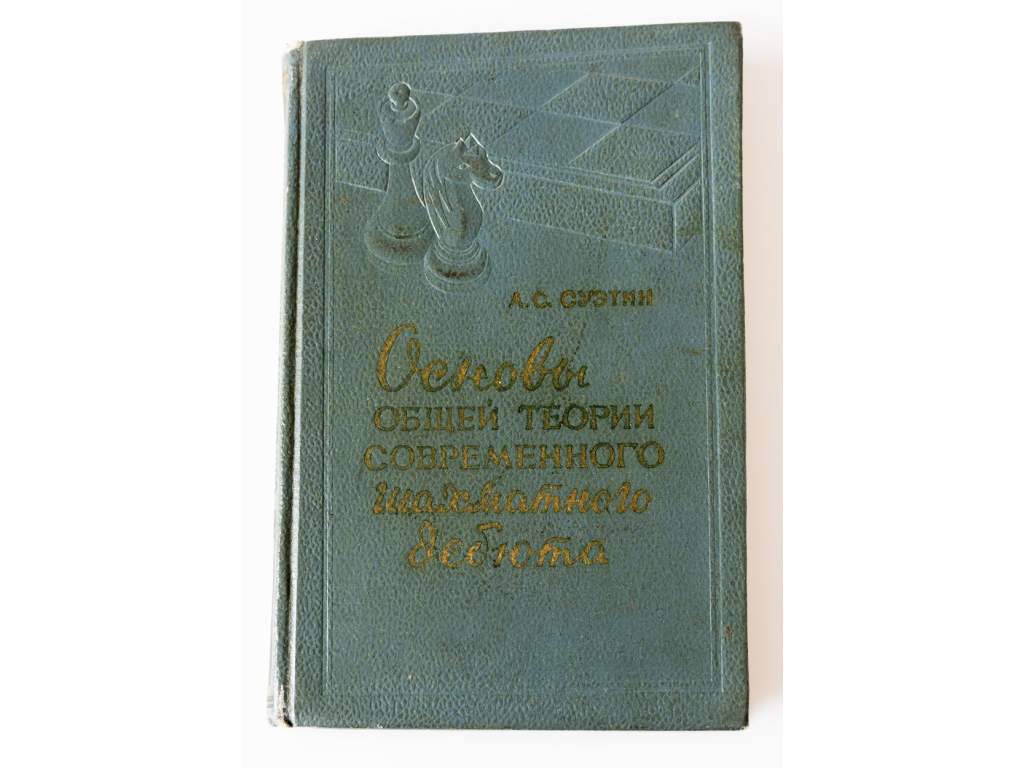 А. С. СУЭТИН
Основы
ОБЩЕЙ ТЕОРИИ
СОВРЕМЕННОГО
шахматного
дебюта